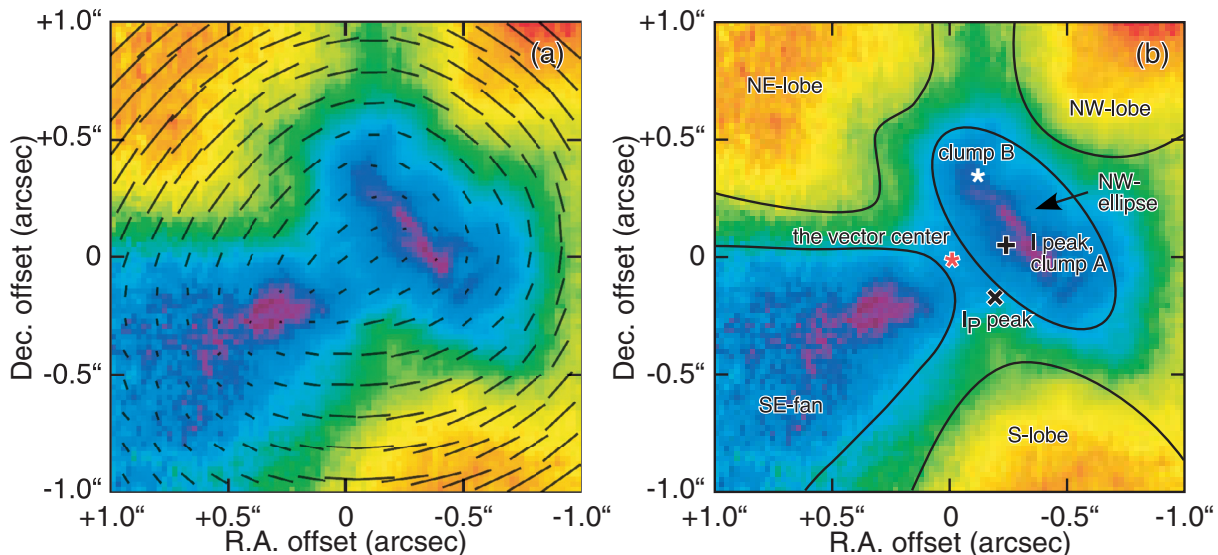 +1.0“
+0.5“
0
-0.5“
-1.0“
Dec. offset (arcsec)
(a)
+1.0“
+0.5“
0
-0.5“
-1.0“
R.A. offset (arcsec)
+1.0“
+0.5“
0
-0.5“
-1.0“
Dec. offset (arcsec)
(b)
NE-lobe
NW-lobe
clump B
NW-
ellipse
the vector center
I peak,
clump A
IP peak
SE-fan
S-lobe
+1.0“
+0.5“
0
-0.5“
-1.0“
R.A. offset (arcsec)